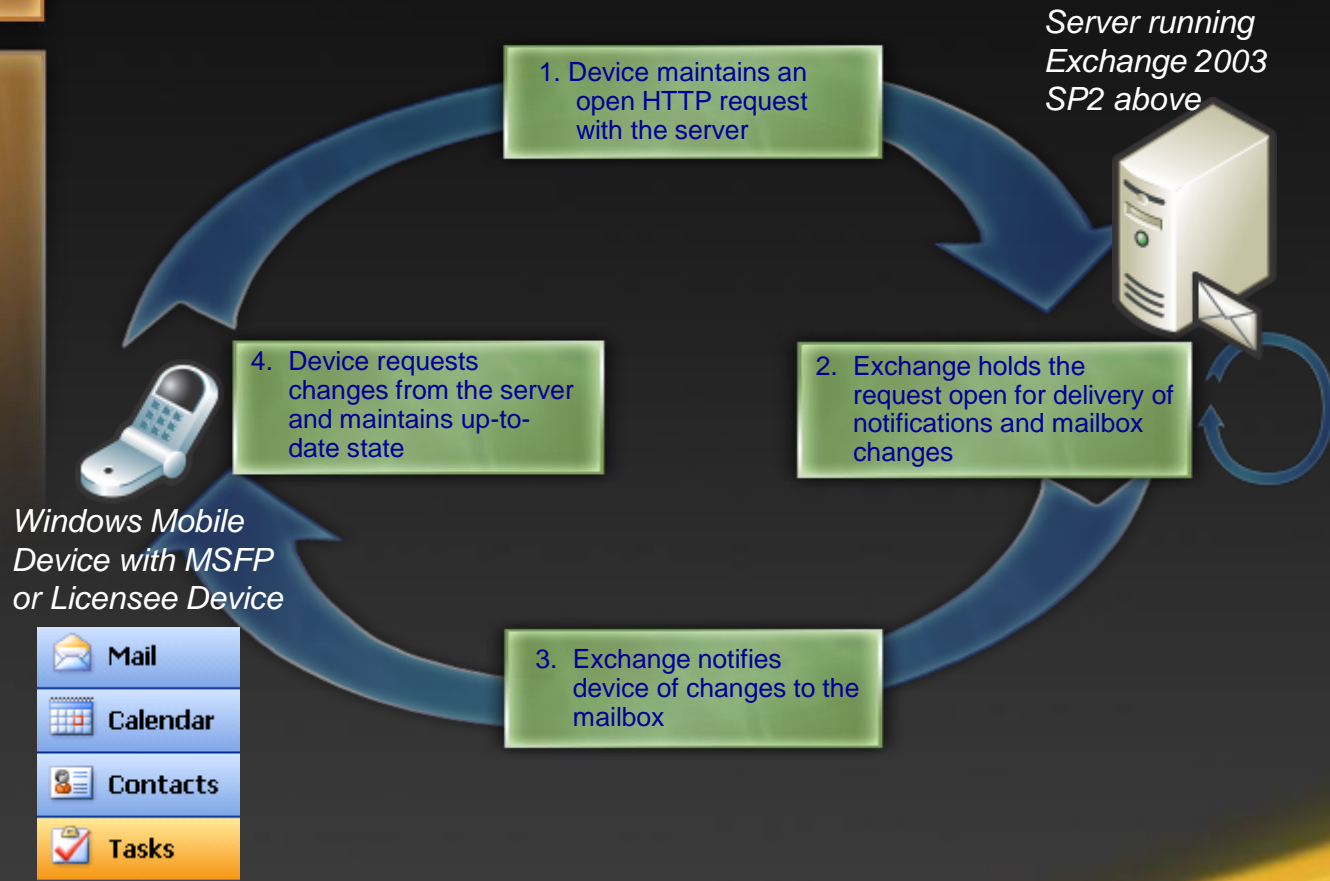 Server running
Exchange 2003
SP2 above
1. Device maintains an
open HTTP request
with the server
2. Exchange holds the
request open for delivery of
notifications and mailbox
changes
3. Exchange notifies
device of changes to the
mailbox
4. Device requests
changes from the server
and maintains up-to-
date state
Windows Mobile
Device with MSFP
or Licensee Device
Mail
Calendar
Contacts
Tasks